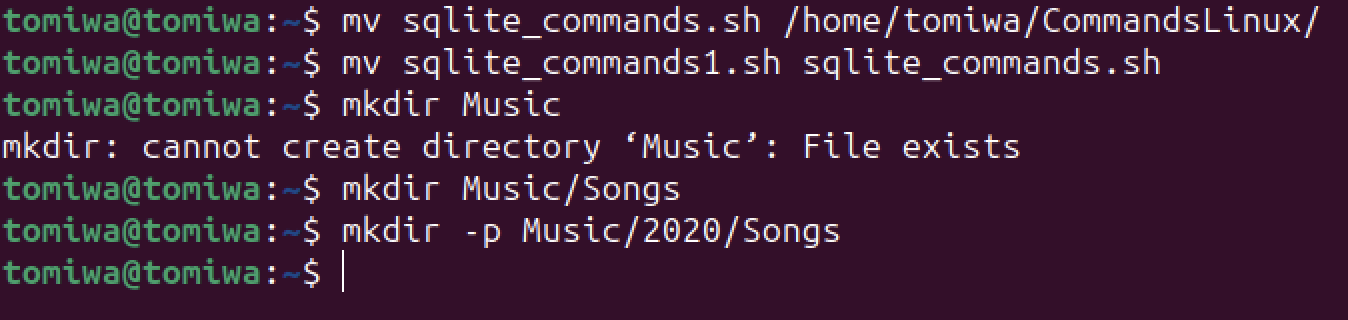 tomiwa@tomiwa:~$ mv sqlite_commands.sh /home/tomiwa/CommandsLinux/
tomiwa@tomiwa:~$ mv sqlite_commands1.sh sqlite_commands.sh
tomiwa@tomiwa:~$ mkdir Music
mkdir: cannot create directory ‘Music’: File exists
tomiwa@tomiwa:~$ mkdir Music/Songs
tomiwa@tomiwa:~$ mkdir -p Music/2020/Songs
tomiwa@tomiwa:~$